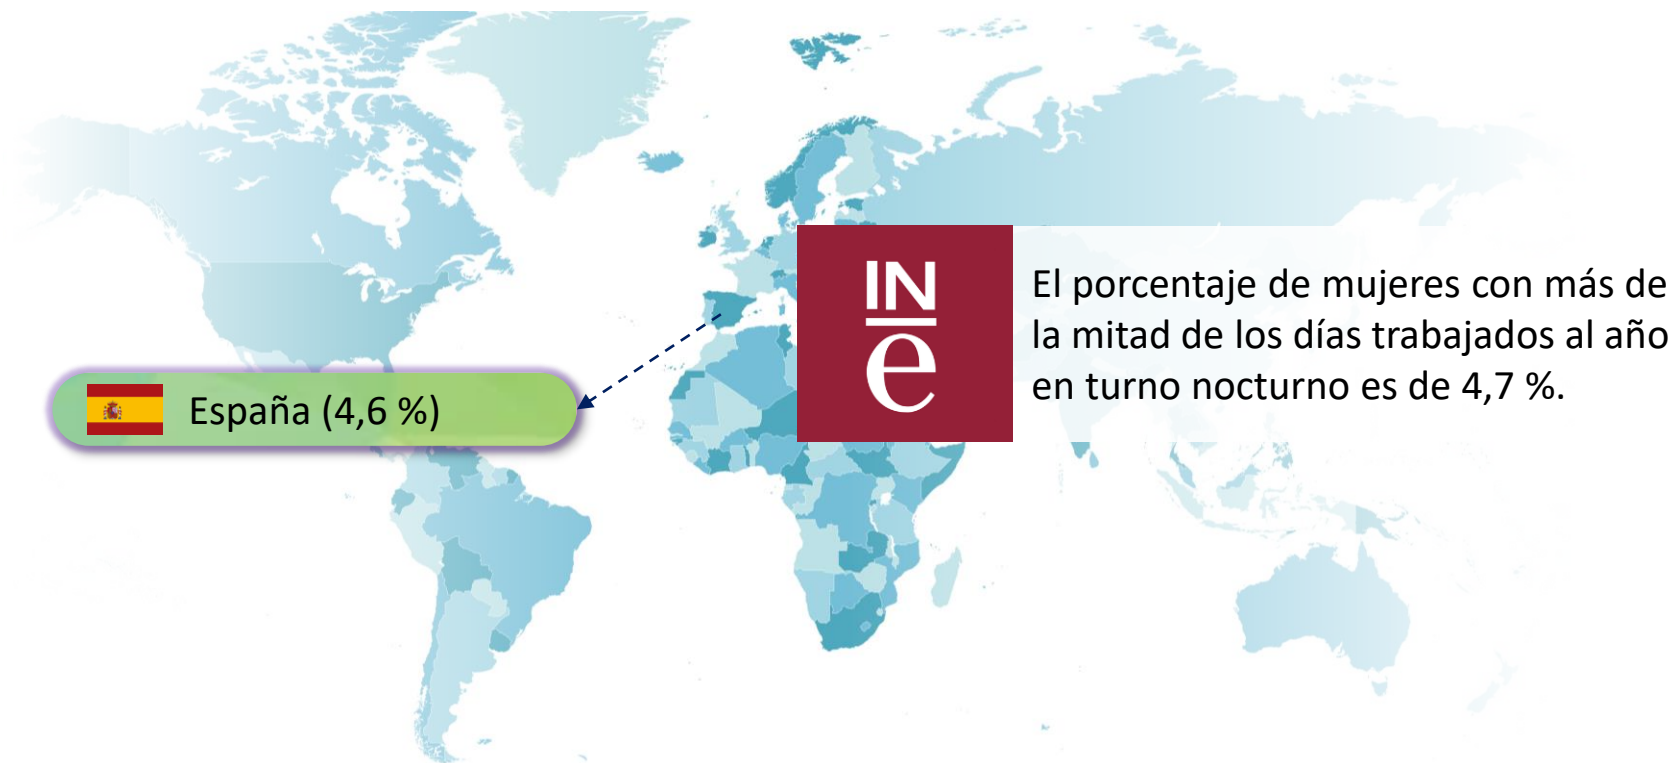 INe
El porcentaje de mujeres con más de
la mitad de los días trabajados al año
en turno nocturno es de 4,7 %.
España (4,6 %)